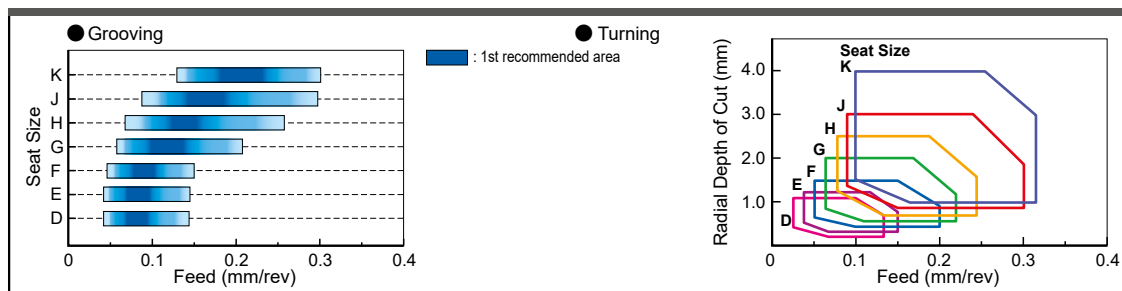 ● Grooving
K
J
H
G
F
E
D
Seat Size
0
0.1
0.2
0.3
0.4
Feed (mm/rev)
: 1st recommended area
● Turning
Seat Size
K
J
H
G
F
E
D
4.0
3.0
2.0
1.0
Radial Depth of Cut (mm)
0
0.1
0.2
0.3
0.4
Feed (mm/rev)